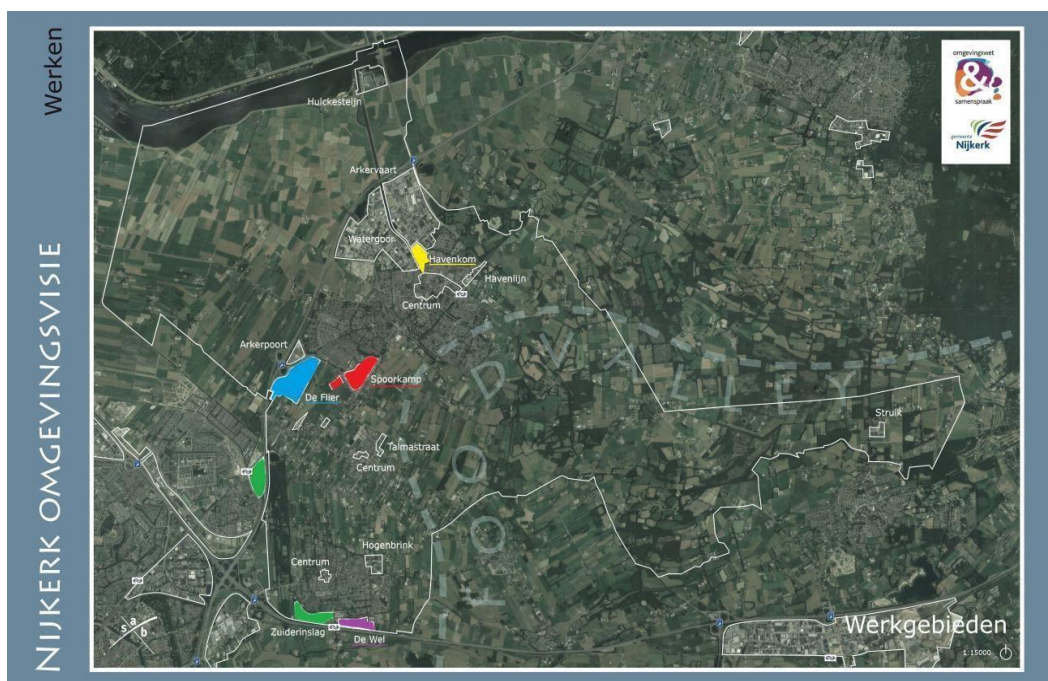 NIJKERK OMGEVINGSVISIE
Werken
omgevingswet
&
samenspraak
gemeente
Nijkerk
Hulckesteijn
Arkervaart
Watergoor
Havenkom
Havenlijn
Centrum
Arkerpoort
De Flier
Spoorkamp
Talmastraat
Centrum
Struik
Hogenbrink
Centrum
Zuiderinslag
De Wel
Werkgebieden
1:15000
s a b